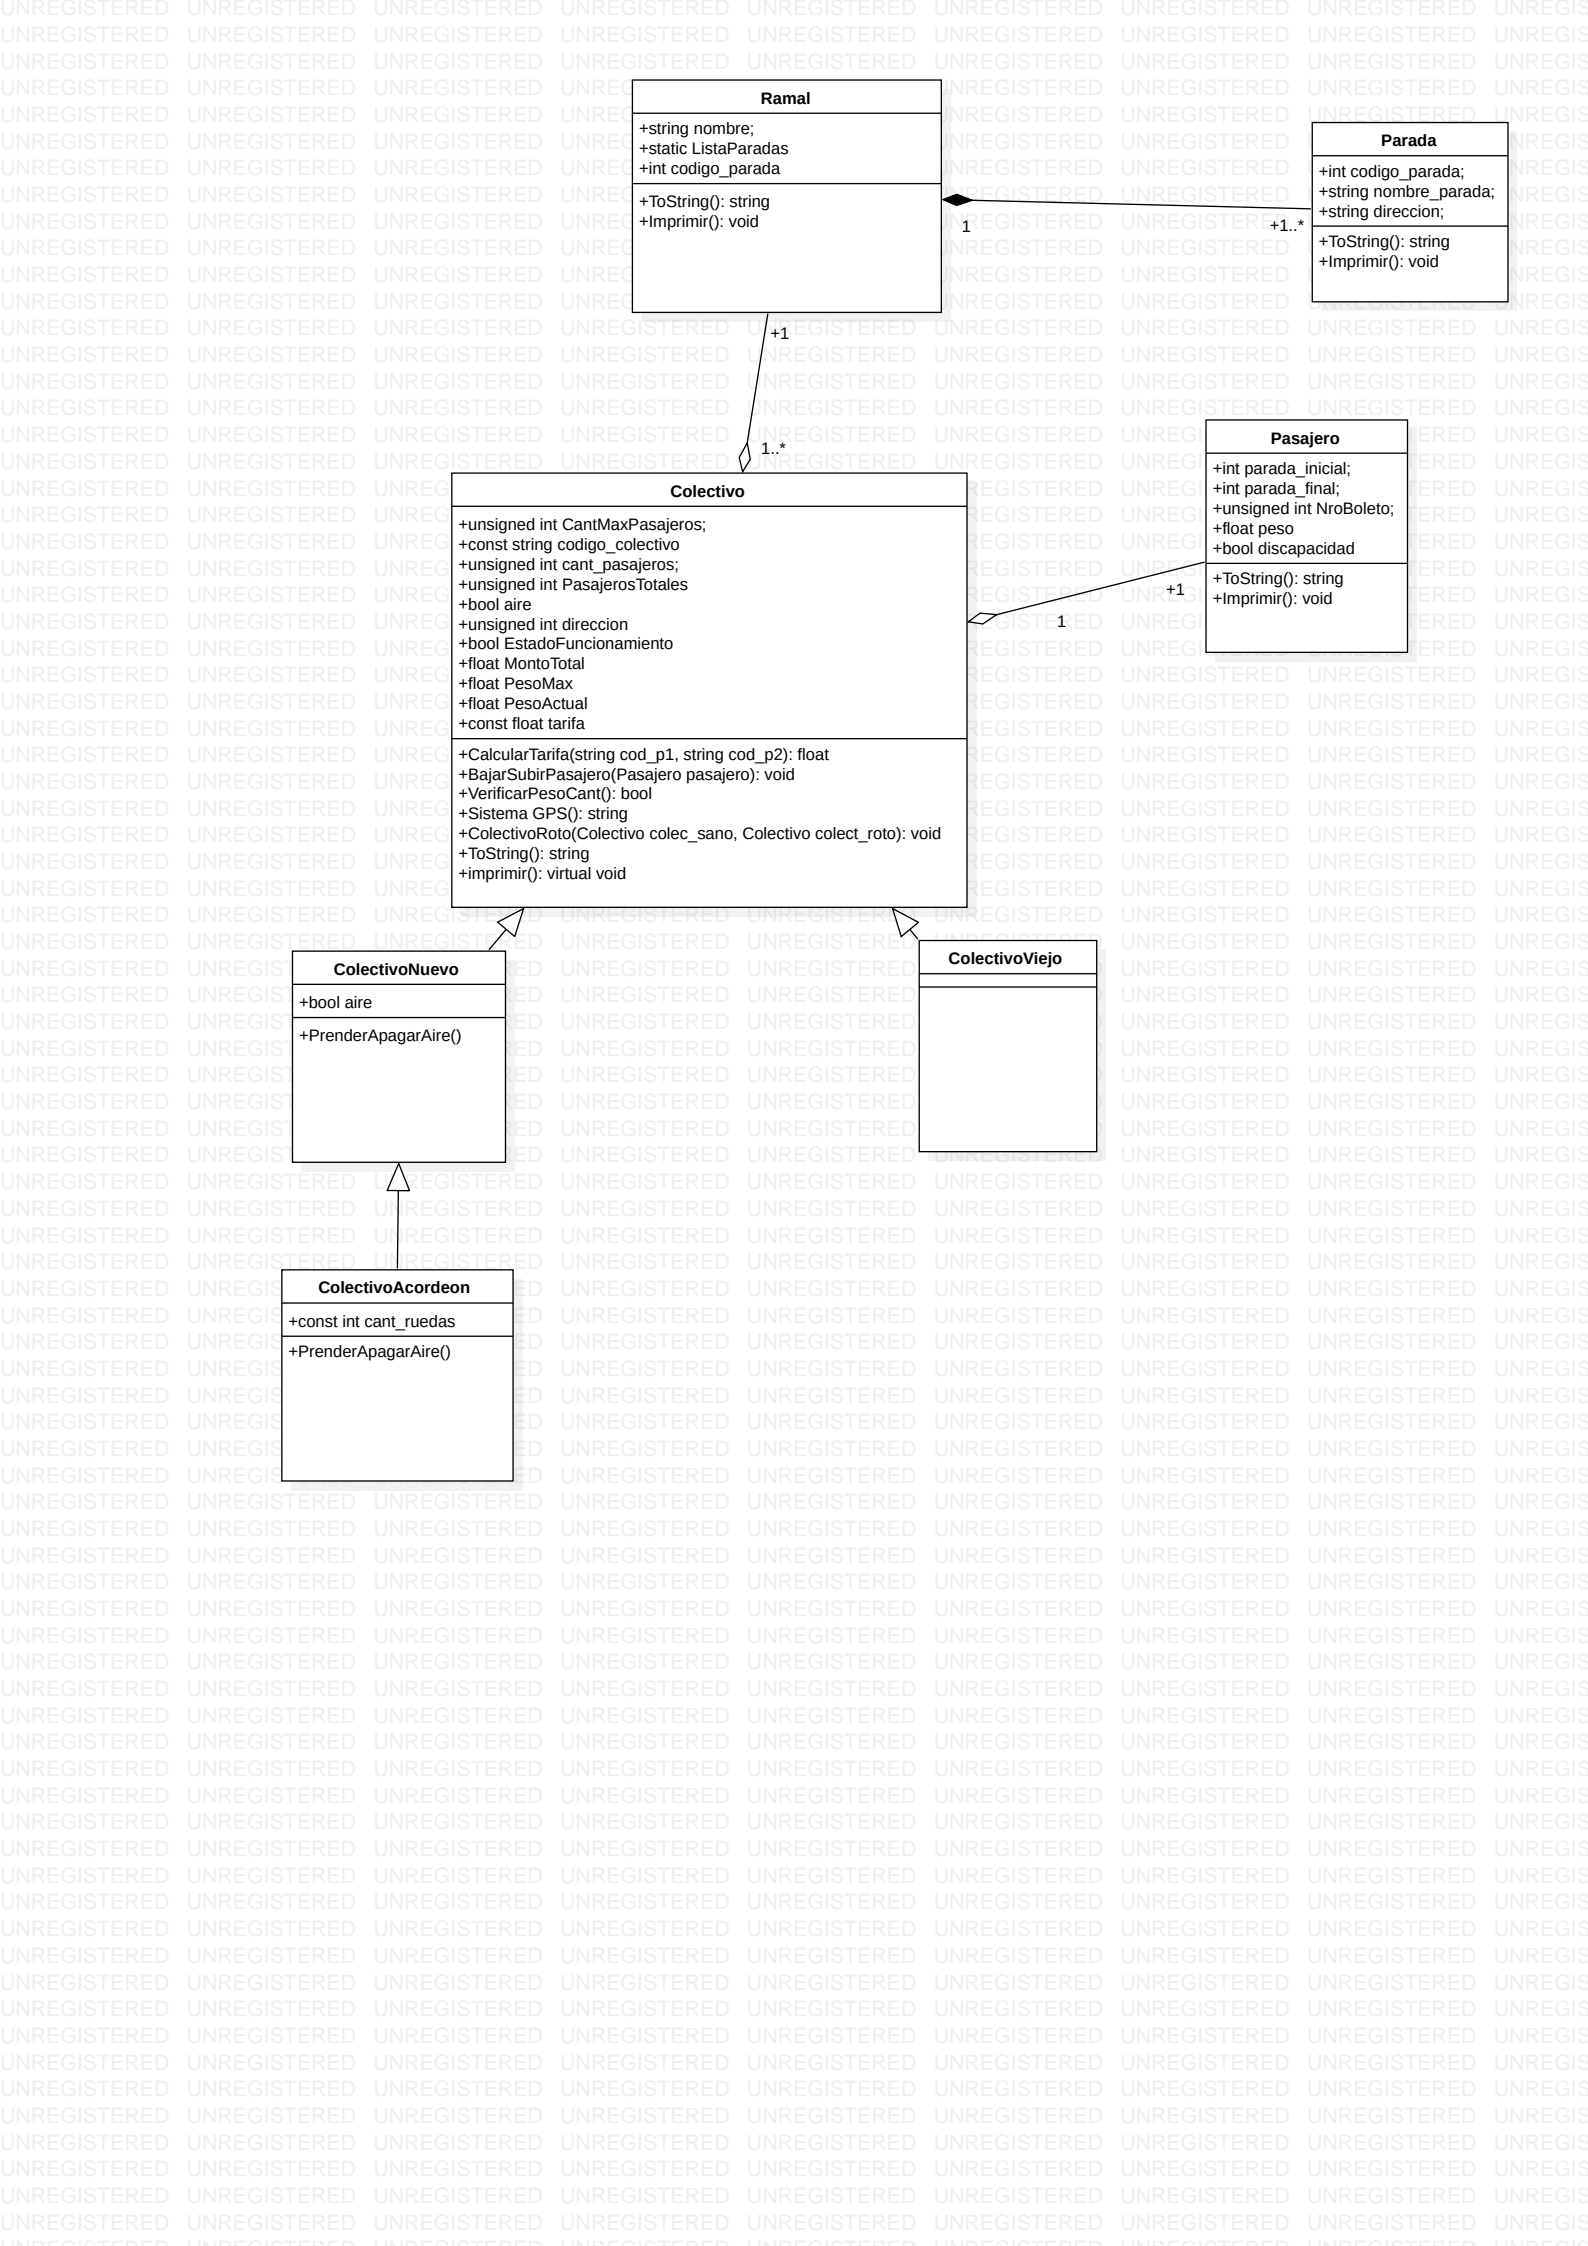 Ramal
+string nombre;
+static ListaParadas
+int codigo_parada
+ToString(): string
+Imprimir(): void
Parada
+int codigo_parada;
+string nombre_parada;
+string direccion;
+ToString(): string
+Imprimir(): void
1
+1..*
+1
1..*
Pasajero
+int parada_inicial;
+int parada_final;
+unsigned int NroBoleto;
+float peso
+bool discapacidad
+ToString(): string
+Imprimir(): void
+1
1
Colectivo
+unsigned int CantMaxPasajeros;
+const string codigo_colectivo
+unsigned int cant_pasajeros;
+unsigned int PasajerosTotales
+bool aire
+unsigned int direccion
+bool EstadoFuncionamiento
+float MontoTotal
+float PesoMax
+float PesoActual
+const float tarifa
+CalcularTarifa(string cod_p1, string cod_p2): float
+BajarSubirPasajero(Pasajero pasajero): void
+VerificarPesoCant(): bool
+Sistema GPS(): string
+ColectivoRoto(Colectivo colec_sano, Colectivo colect_roto): void
+ToString(): string
+imprimir(): virtual void
ColectivoNuevo
+bool aire
+PrenderApagarAire()
ColectivoViejo
ColectivoAcordeon
+const int cant_ruedas
+PrenderApagarAire()
UNREGISTERED